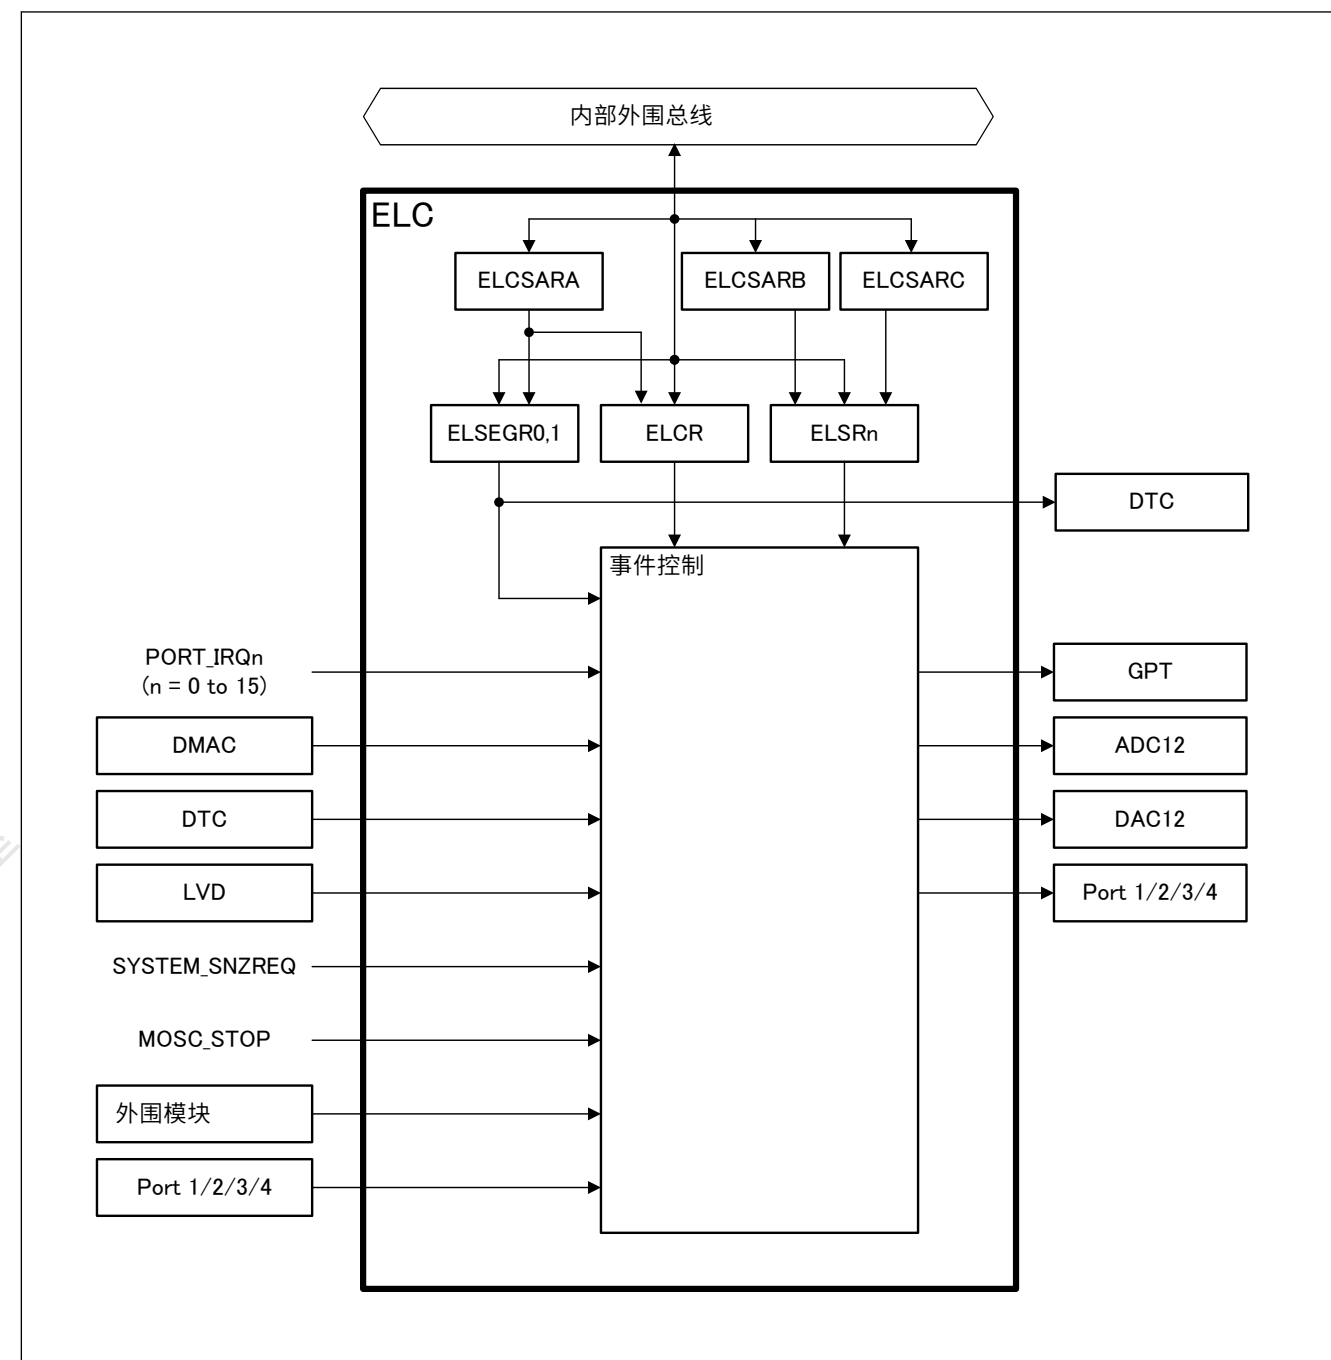 内部外围总线
ELC
ELCSARA
ELCSARB
ELCSARC
ELSEGR0,1
ELCR
ELSRn
DTC
事件控制
PORT_IRQn
(n = 0 to 15)
GPT
DMAC
ADC12
DTC
DAC12
LVD
Port 1/2/3/4
SYSTEM_SNZREQ
MOSC_STOP
外围模块
Port 1/2/3/4